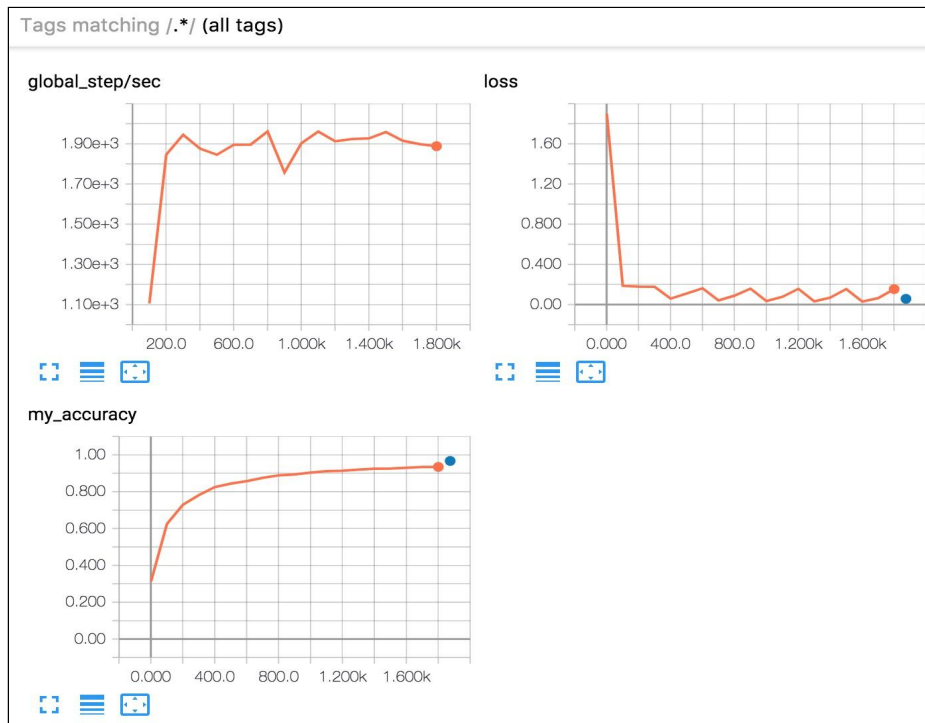 Tags matching /.*/ (all tags)
global_step/sec
1.90e+3
1.70e+3
1.50e+3
1.30e+3
1.10e+3
200.0 600.0 1.000k 1.400k 1.800k
loss
1.60
1.20
0.800
0.400
0.00
0.000 400.0 800.0 1.200k 1.600k
my_accuracy
1.00
0.800
0.600
0.400
0.200
0.00
0.000 400.0 800.0 1.200k 1.600k